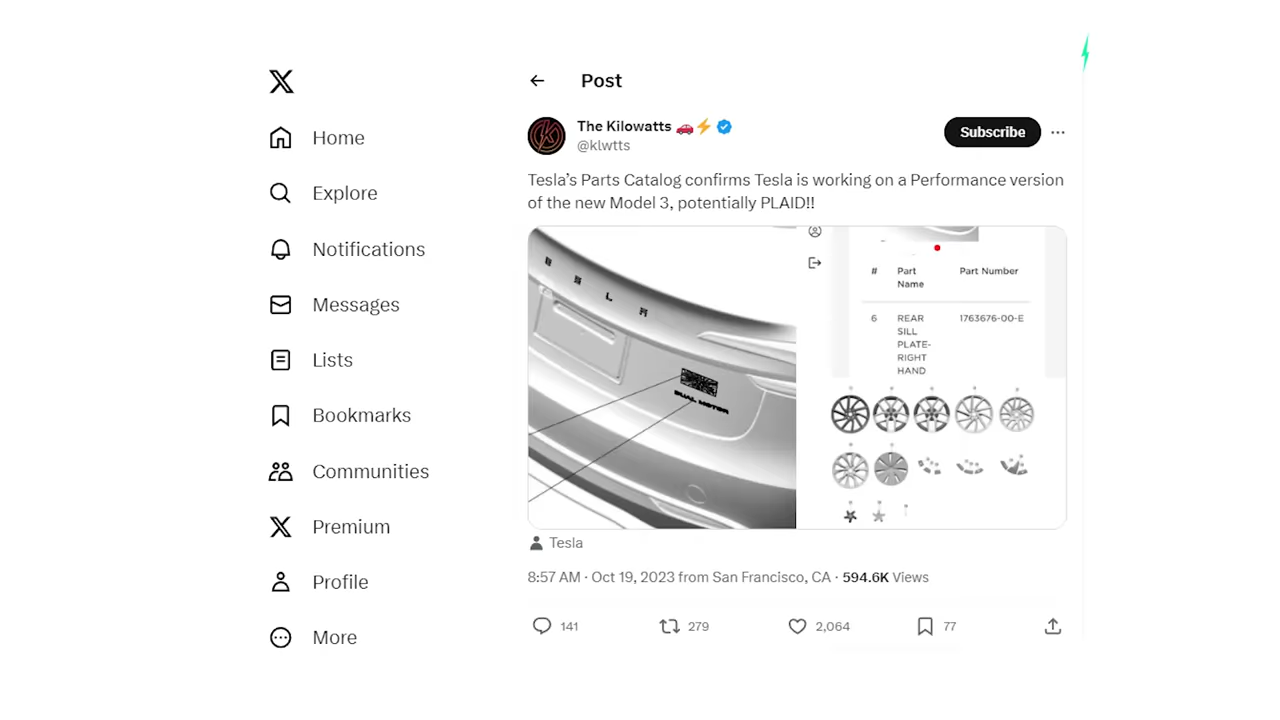 Home
Explore
Notifications
Messages
Lists
Bookmarks
Communities
Premium
Profile
More
Post
The Kilowatts
@klwtts
Subscribe
Tesla’s Parts Catalog confirms Tesla is working on a Performance version
of the new Model 3, potentially PLAID!!
E S L A
DUAL MOTOR
# Part Name Part Number
6 REAR SILL PLATE-RIGHT HAND 1763676-00-E
Tesla
8:57 AM · Oct 19, 2023 from San Francisco, CA · 594.6K Views
141 279 2,064 77